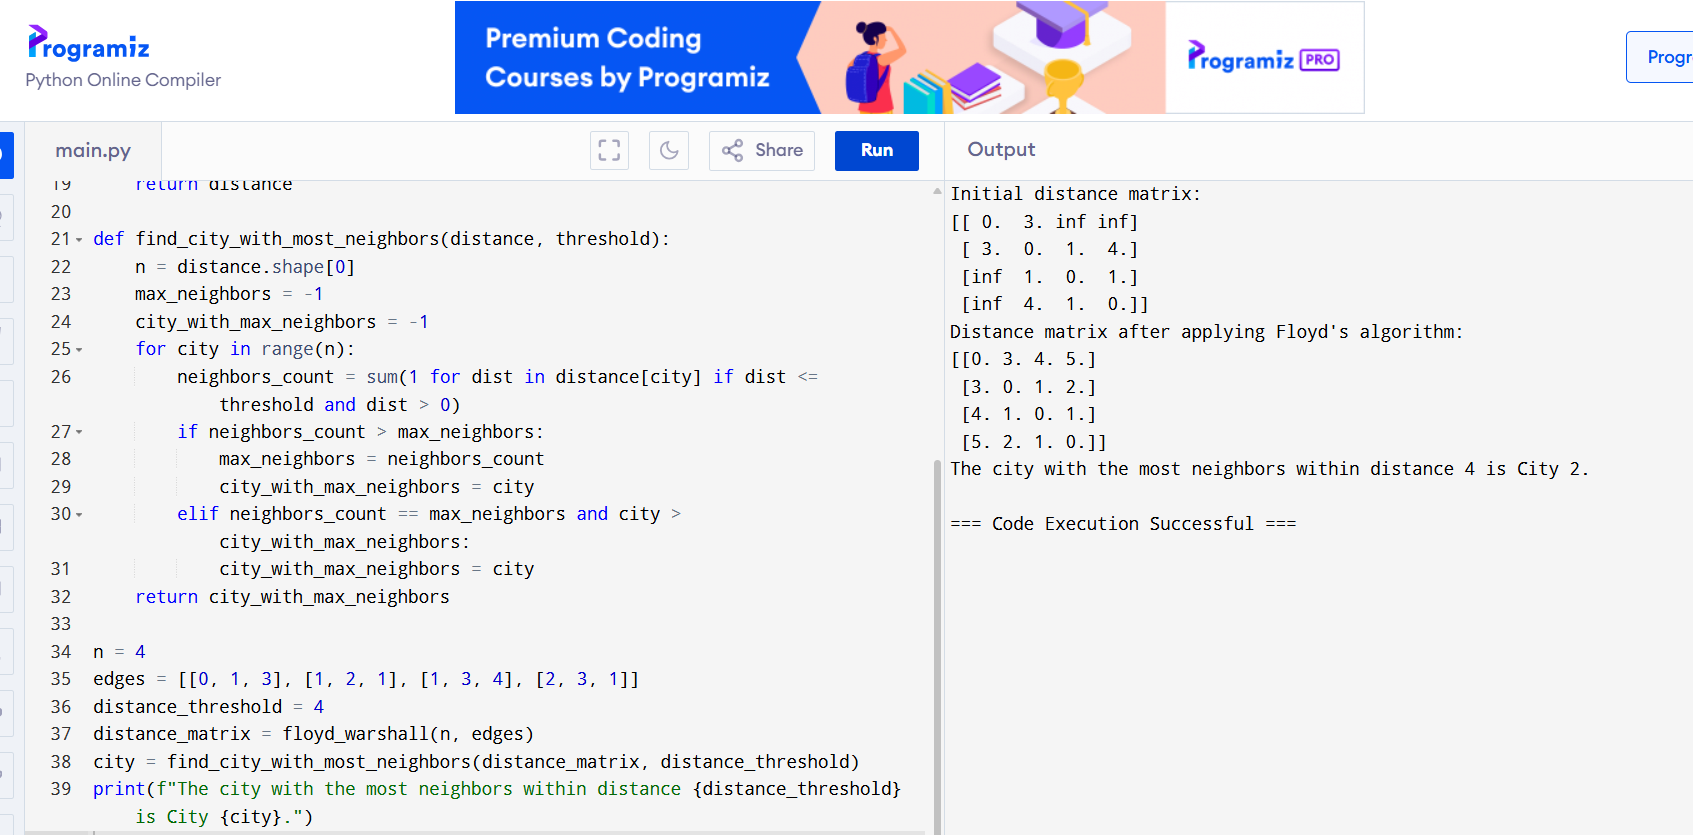 Programiz
Python Online Compiler
Premium Coding
Courses by Programiz
Programiz PRO
Progr
main.py
Share
Run
Output
19     return distance
20
21 def find_city_with_most_neighbors(distance, threshold):
22     n = distance.shape[0]
23     max_neighbors = -1
24     city_with_max_neighbors = -1
25     for city in range(n):
26         neighbors_count = sum(1 for dist in distance[city] if dist <=
threshold and dist > 0)
27         if neighbors_count > max_neighbors:
28             max_neighbors = neighbors_count
29             city_with_max_neighbors = city
30         elif neighbors_count == max_neighbors and city >
city_with_max_neighbors:
31             city_with_max_neighbors = city
32     return city_with_max_neighbors
33
34 n = 4
35 edges = [[0, 1, 3], [1, 2, 1], [1, 3, 4], [2, 3, 1]]
36 distance_threshold = 4
37 distance_matrix = floyd_warshall(n, edges)
38 city = find_city_with_most_neighbors(distance_matrix, distance_threshold)
39 print(f"The city with the most neighbors within distance {distance_threshold}
is City {city}.")
Initial distance matrix:
[[ 0.  3. inf inf]
 [ 3.  0.  1.  4.]
 [inf  1.  0.  1.]
 [inf  4.  1.  0.]]
Distance matrix after applying Floyd's algorithm:
[[0. 3. 4. 5.]
 [3. 0. 1. 2.]
 [4. 1. 0. 1.]
 [5. 2. 1. 0.]]
The city with the most neighbors within distance 4 is City 2.
=== Code Execution Successful ===